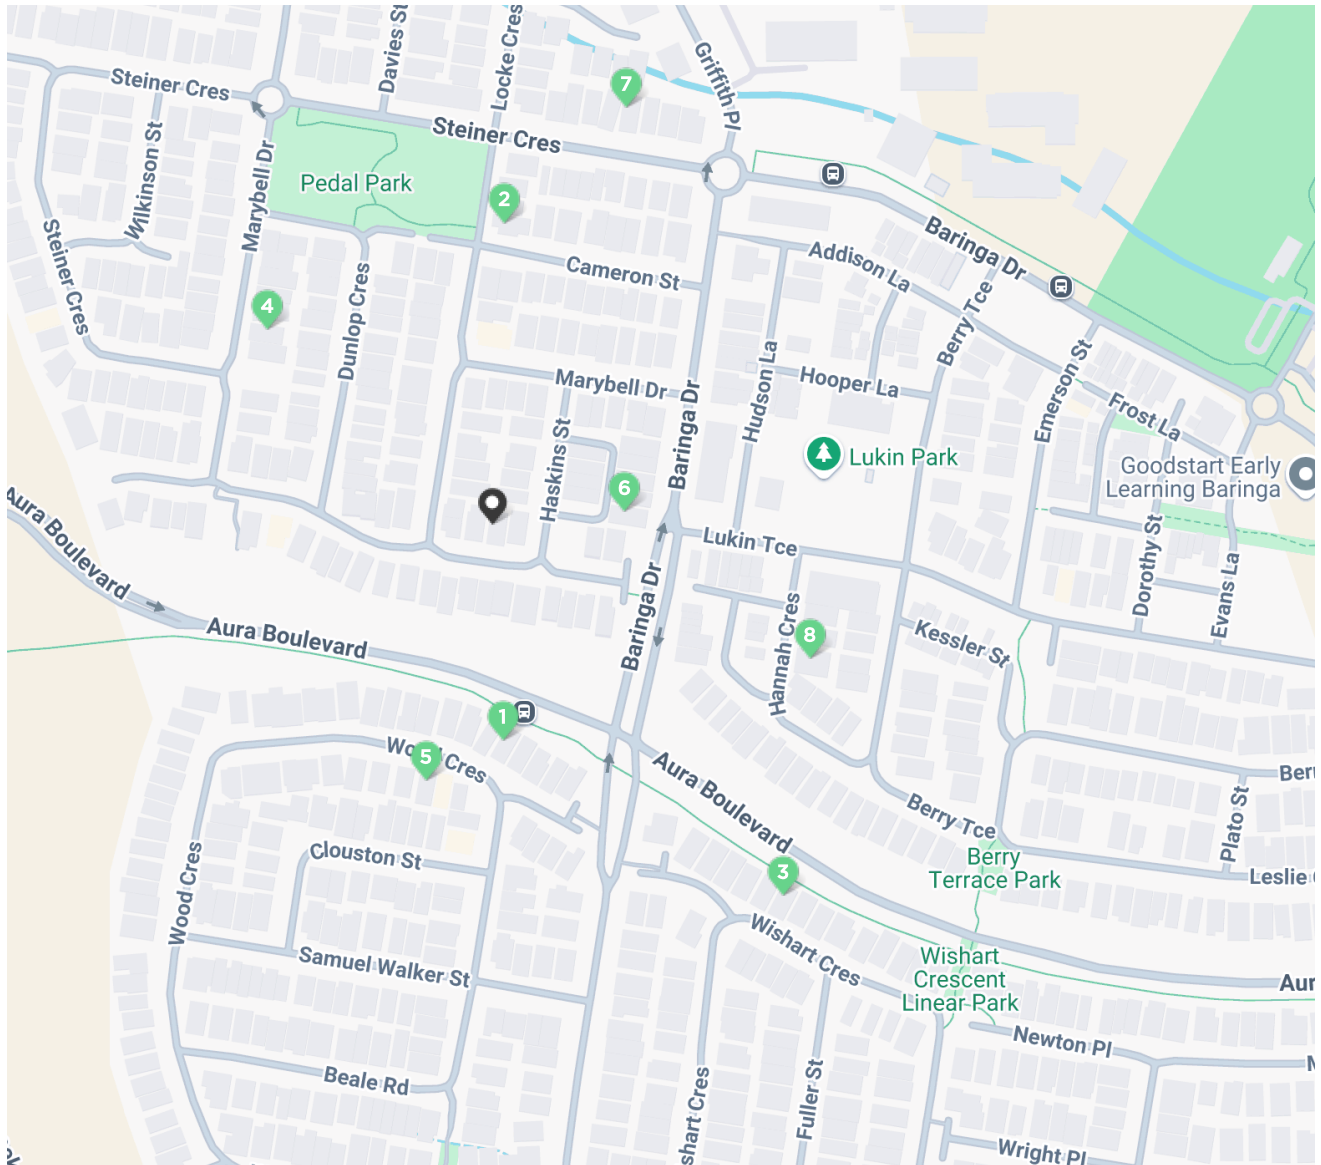 Davies St
Locke Cres
Griffith Pl
Steiner Cres
7
Steiner Cres
Wilkinson St
Marybell Dr
Pedal Park
2
Baringa Dr
Steiner Cres
Cameron St
Addison La
4
Dunlop Cres
Berry Tce
Hudson La
Marybell Dr
Hooper La
Baringa Dr
Emerson St
Frost La
Haskins St
Lukin Park
Goodstart Early
Learning Baringa
6
Aura Boulevard
Lukin Tce
Dorothy St
Evans La
Baringa Dr
Hannah Cres
8
Kessler St
Aura Boulevard
1
Wood Cres
5
Aura Boulevard
Berry Tce
Plato St
Clouston St
3
Berry
Terrace Park
Leslie
Wood Cres
Wishart Cres
Samuel Walker St
Wishart
Crescent
Linear Park
Aur
Newton Pl
Beale Rd
shart Cres
Fuller St
Wright Pl